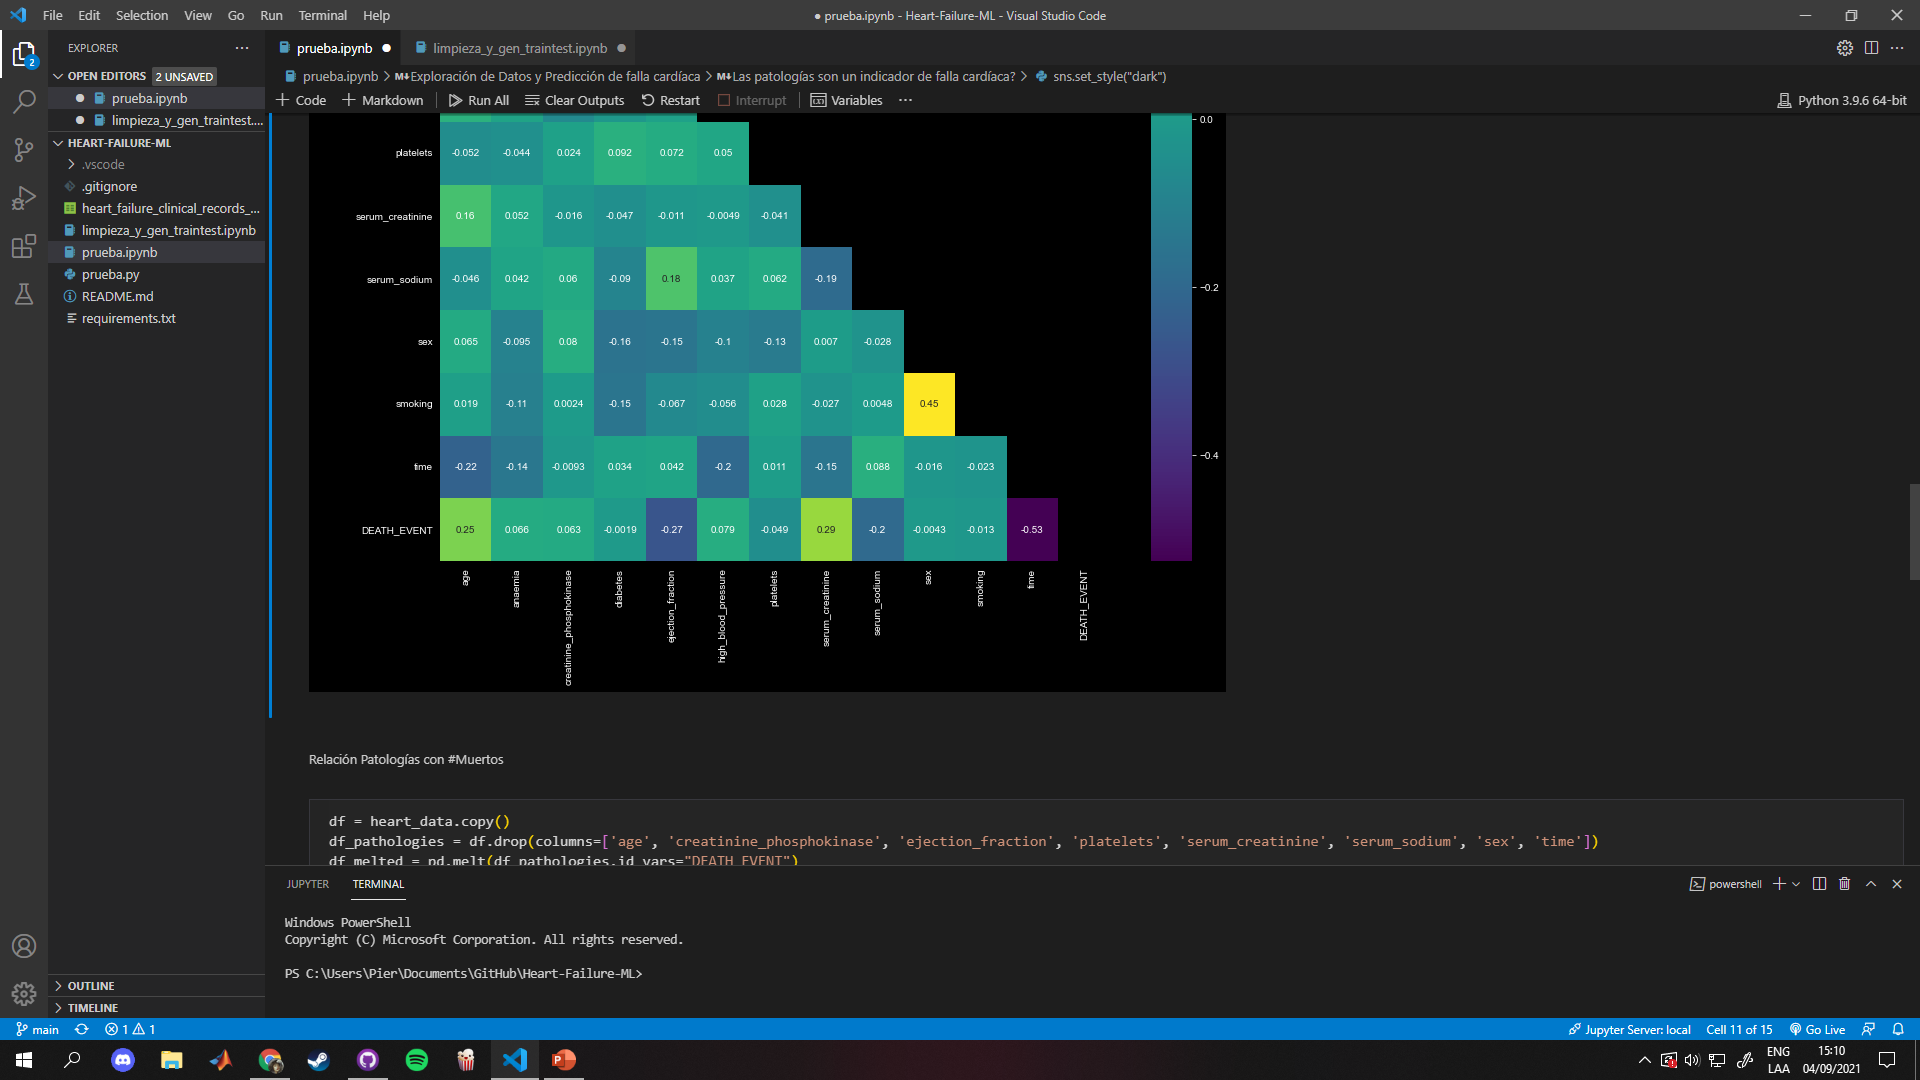 File Edit Selection View Go Run Terminal Help
● prueba.ipynb - Heart-Failure-ML - Visual Studio Code
EXPLORER
prueba.ipynb
limpieza_y_gen_traintest.ipynb
OPEN EDITORS 2 UNSAVED
prueba.ipynb
limpieza_y_gen_traintest....
HEART-FAILURE-ML
.vscode
.gitignore
heart_failure_clinical_records_...
limpieza_y_gen_traintest.ipynb
prueba.ipynb
prueba.py
README.md
requirements.txt
OUTLINE
TIMELINE
2
prueba.ipynb > M↓Exploración de Datos y Predicción de falla cardíaca > M↓Las patologías son un indicador de falla cardíaca? > sns.set_style("dark")
+ Code + Markdown Run All Clear Outputs Restart Interrupt Variables ...
Python 3.9.6 64-bit
platelets -0.052 -0.044 0.024 0.092 0.072 0.05
serum_creatinine 0.16 0.052 -0.016 -0.047 -0.011 -0.0049 -0.041
serum_sodium -0.046 0.042 0.06 -0.09 0.18 0.037 0.062 -0.19
sex 0.065 -0.095 0.08 -0.16 -0.15 -0.1 -0.13 0.007 -0.028
smoking 0.019 -0.11 0.0024 -0.15 -0.067 -0.056 0.028 -0.027 0.0048 0.45
time -0.22 -0.14 -0.0093 0.034 0.042 -0.2 0.011 -0.15 0.088 -0.016 -0.023
DEATH_EVENT 0.25 0.066 0.063 -0.0019 -0.27 0.079 -0.049 0.29 -0.2 -0.0043 -0.013 -0.53
age anaemia creatinine_phosphokinase diabetes ejection_fraction high_blood_pressure platelets serum_creatinine serum_sodium sex smoking time DEATH_EVENT
0.0
-0.2
-0.4
Relación Patologías con #Muertos
df = heart_data.copy()
df_pathologies = df.drop(columns=['age', 'creatinine_phosphokinase', 'ejection_fraction', 'platelets', 'serum_creatinine', 'serum_sodium', 'sex', 'time'])
df_melted = pd.melt(df_pathologies,id_vars="DEATH_EVENT")
JUPYTER TERMINAL
powershell
Windows PowerShell
Copyright (C) Microsoft Corporation. All rights reserved.
PS C:\Users\Pier\Documents\GitHub\Heart-Failure-ML>
main 1 1
Jupyter Server: local Cell 11 of 15 Go Live
ENG
LAA
15:10
04/09/2021